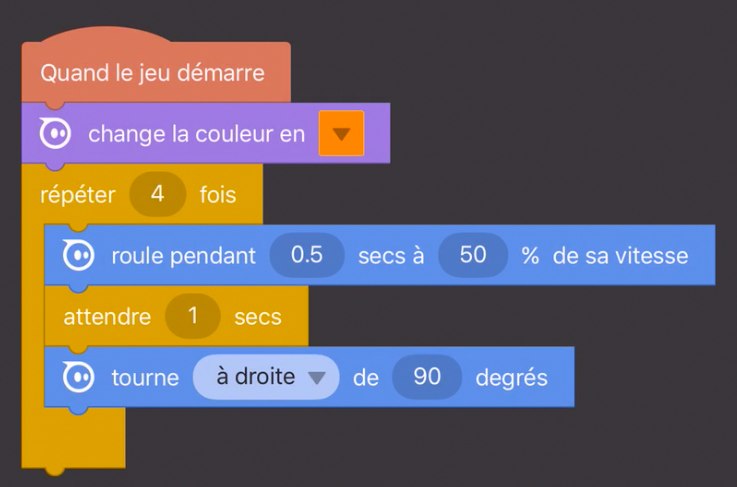 Quand le jeu démarre
change la couleur en
répéter 4 fois
roule pendant 0.5 secs à 50 % de sa vitesse
attendre 1 secs
tourne à droite de 90 degrés